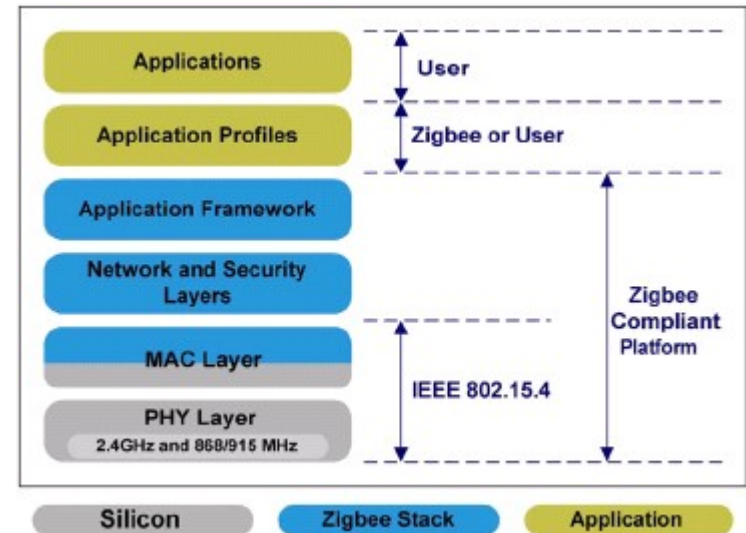 Applications
User
Application Profiles
Zigbee or User
Application Framework
Network and Security
Layers
Zigbee
Compliant
Platform
MAC Layer
IEEE 802.15.4
PHY Layer
2.4GHz and 868/915 MHz
Silicon
Zigbee Stack
Application